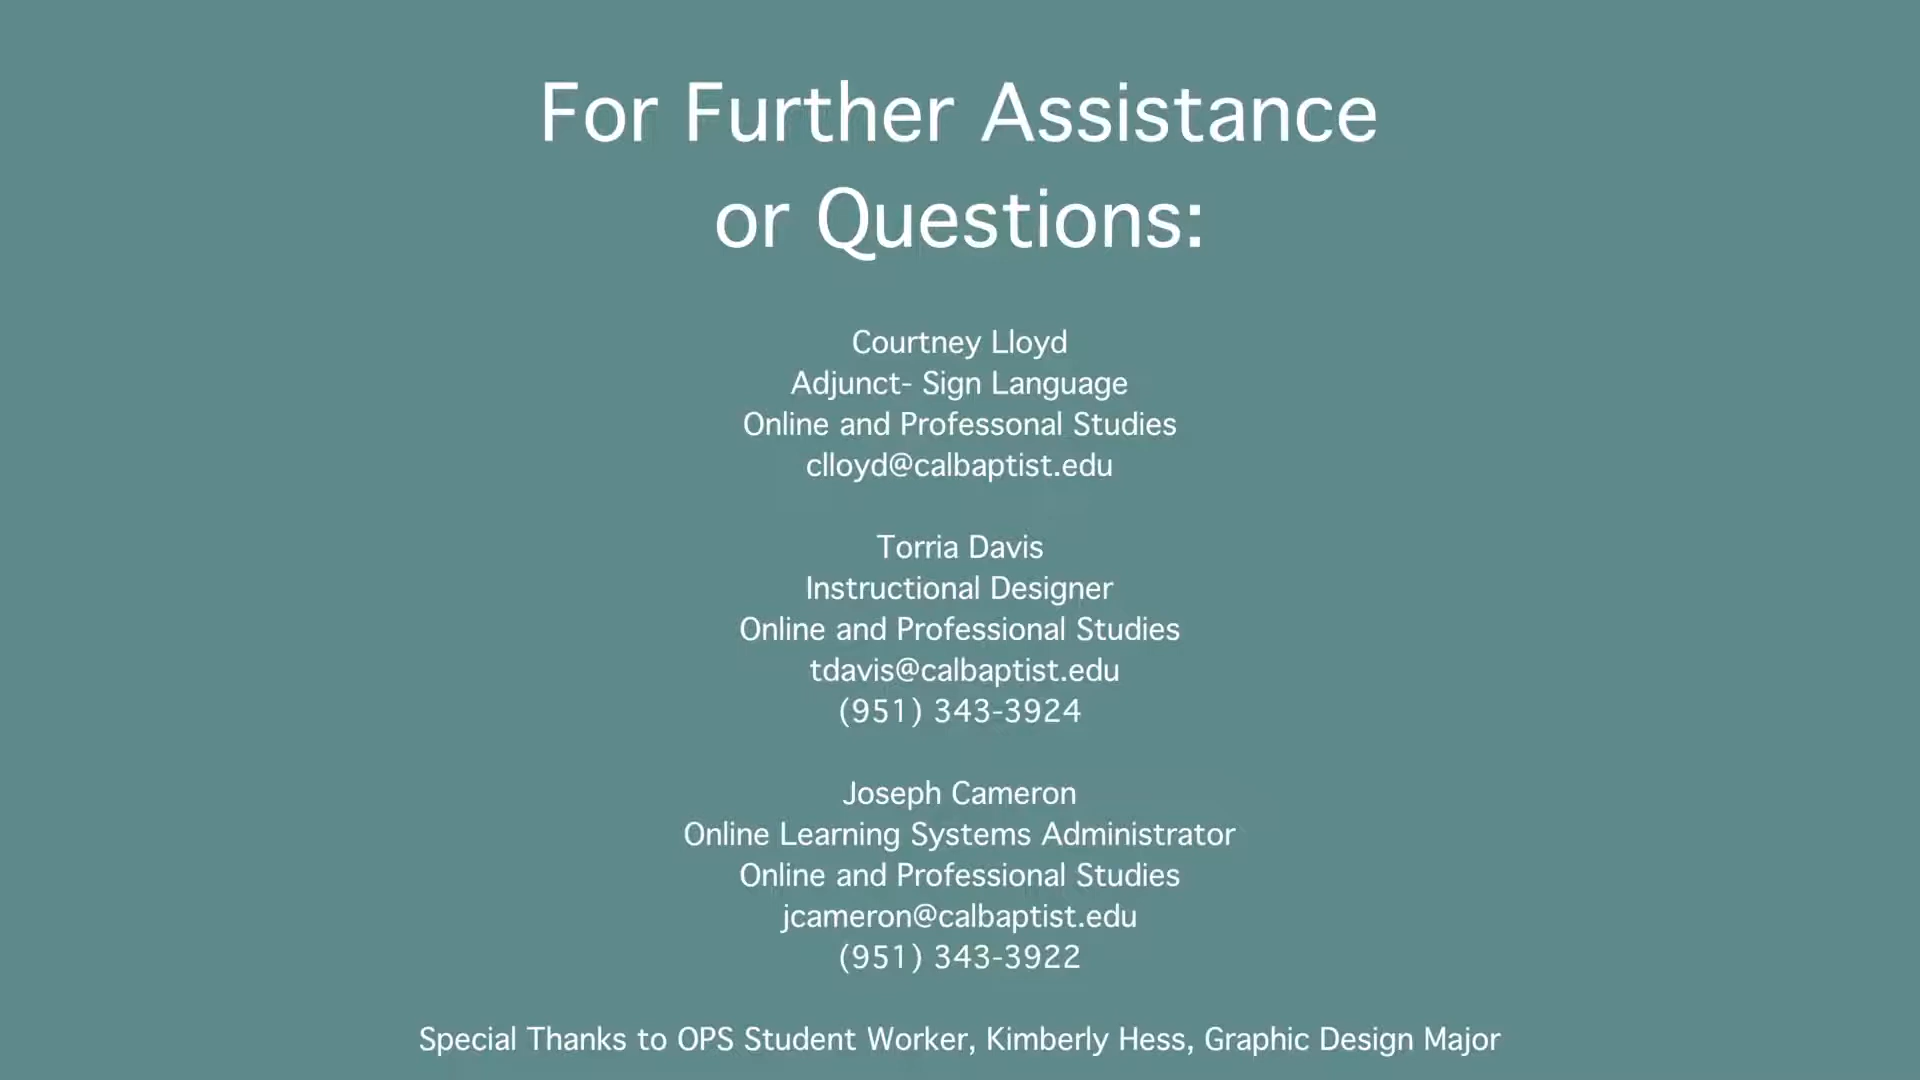 For Further Assistance
or Questions:
Courtney Lloyd
Adjunct- Sign Language
Online and Professonal Studies
clloyd@calbaptist.edu
Torria Davis
Instructional Designer
Online and Professional Studies
tdavis@calbaptist.edu
(951) 343-3924
Joseph Cameron
Online Learning Systems Administrator
Online and Professional Studies
jcameron@calbaptist.edu
(951) 343-3922
Special Thanks to OPS Student Worker, Kimberly Hess, Graphic Design Major